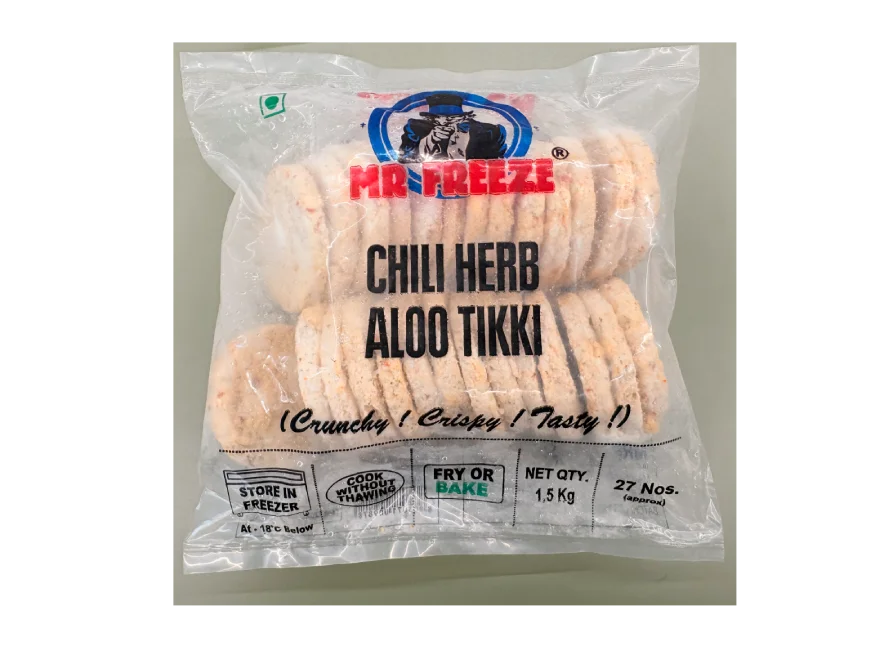 MR FREEZE ®
CHILI HERB
ALOO TIKKI
(Crunchy ! Crispy ! Tasty !)
STORE IN
FREEZER
At - 18°c Below
COOK
WITHOUT
THAWING
FRY OR
BAKE
NET QTY.
1.5 Kg
27 Nos.
(approx)